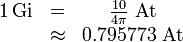 1 Gi = 10/4π At
≈ 0.795773 At